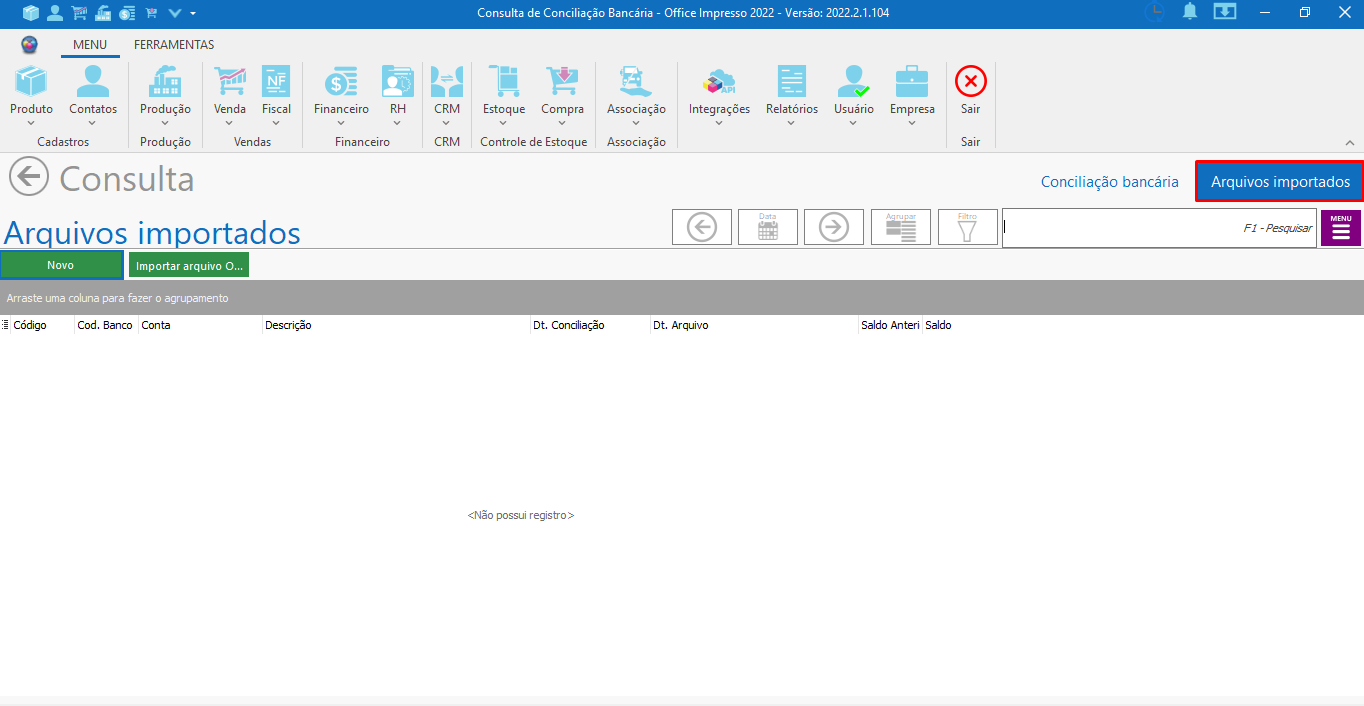 Consulta de Conciliação Bancária - Office Impresso 2022 - Versão: 2022.2.1.104
MENU FERRAMENTAS
NF
API
Produto Contatos Produção Venda Fiscal Financeiro RH CRM Estoque Compra Associação Integrações Relatórios Usuário Empresa Sair
Cadastros Produção Vendas Financeiro CRM Controle de Estoque Associação Sair
Consulta
Conciliação bancária Arquivos importados
Arquivos importados
Data Agrupar Filtro F1 - Pesquisar MENU
Novo Importar arquivo O...
Arraste uma coluna para fazer o agrupamento
Código Cod. Banco Conta Descrição Dt. Conciliação Dt. Arquivo Saldo Anteri Saldo
<Não possui registro>